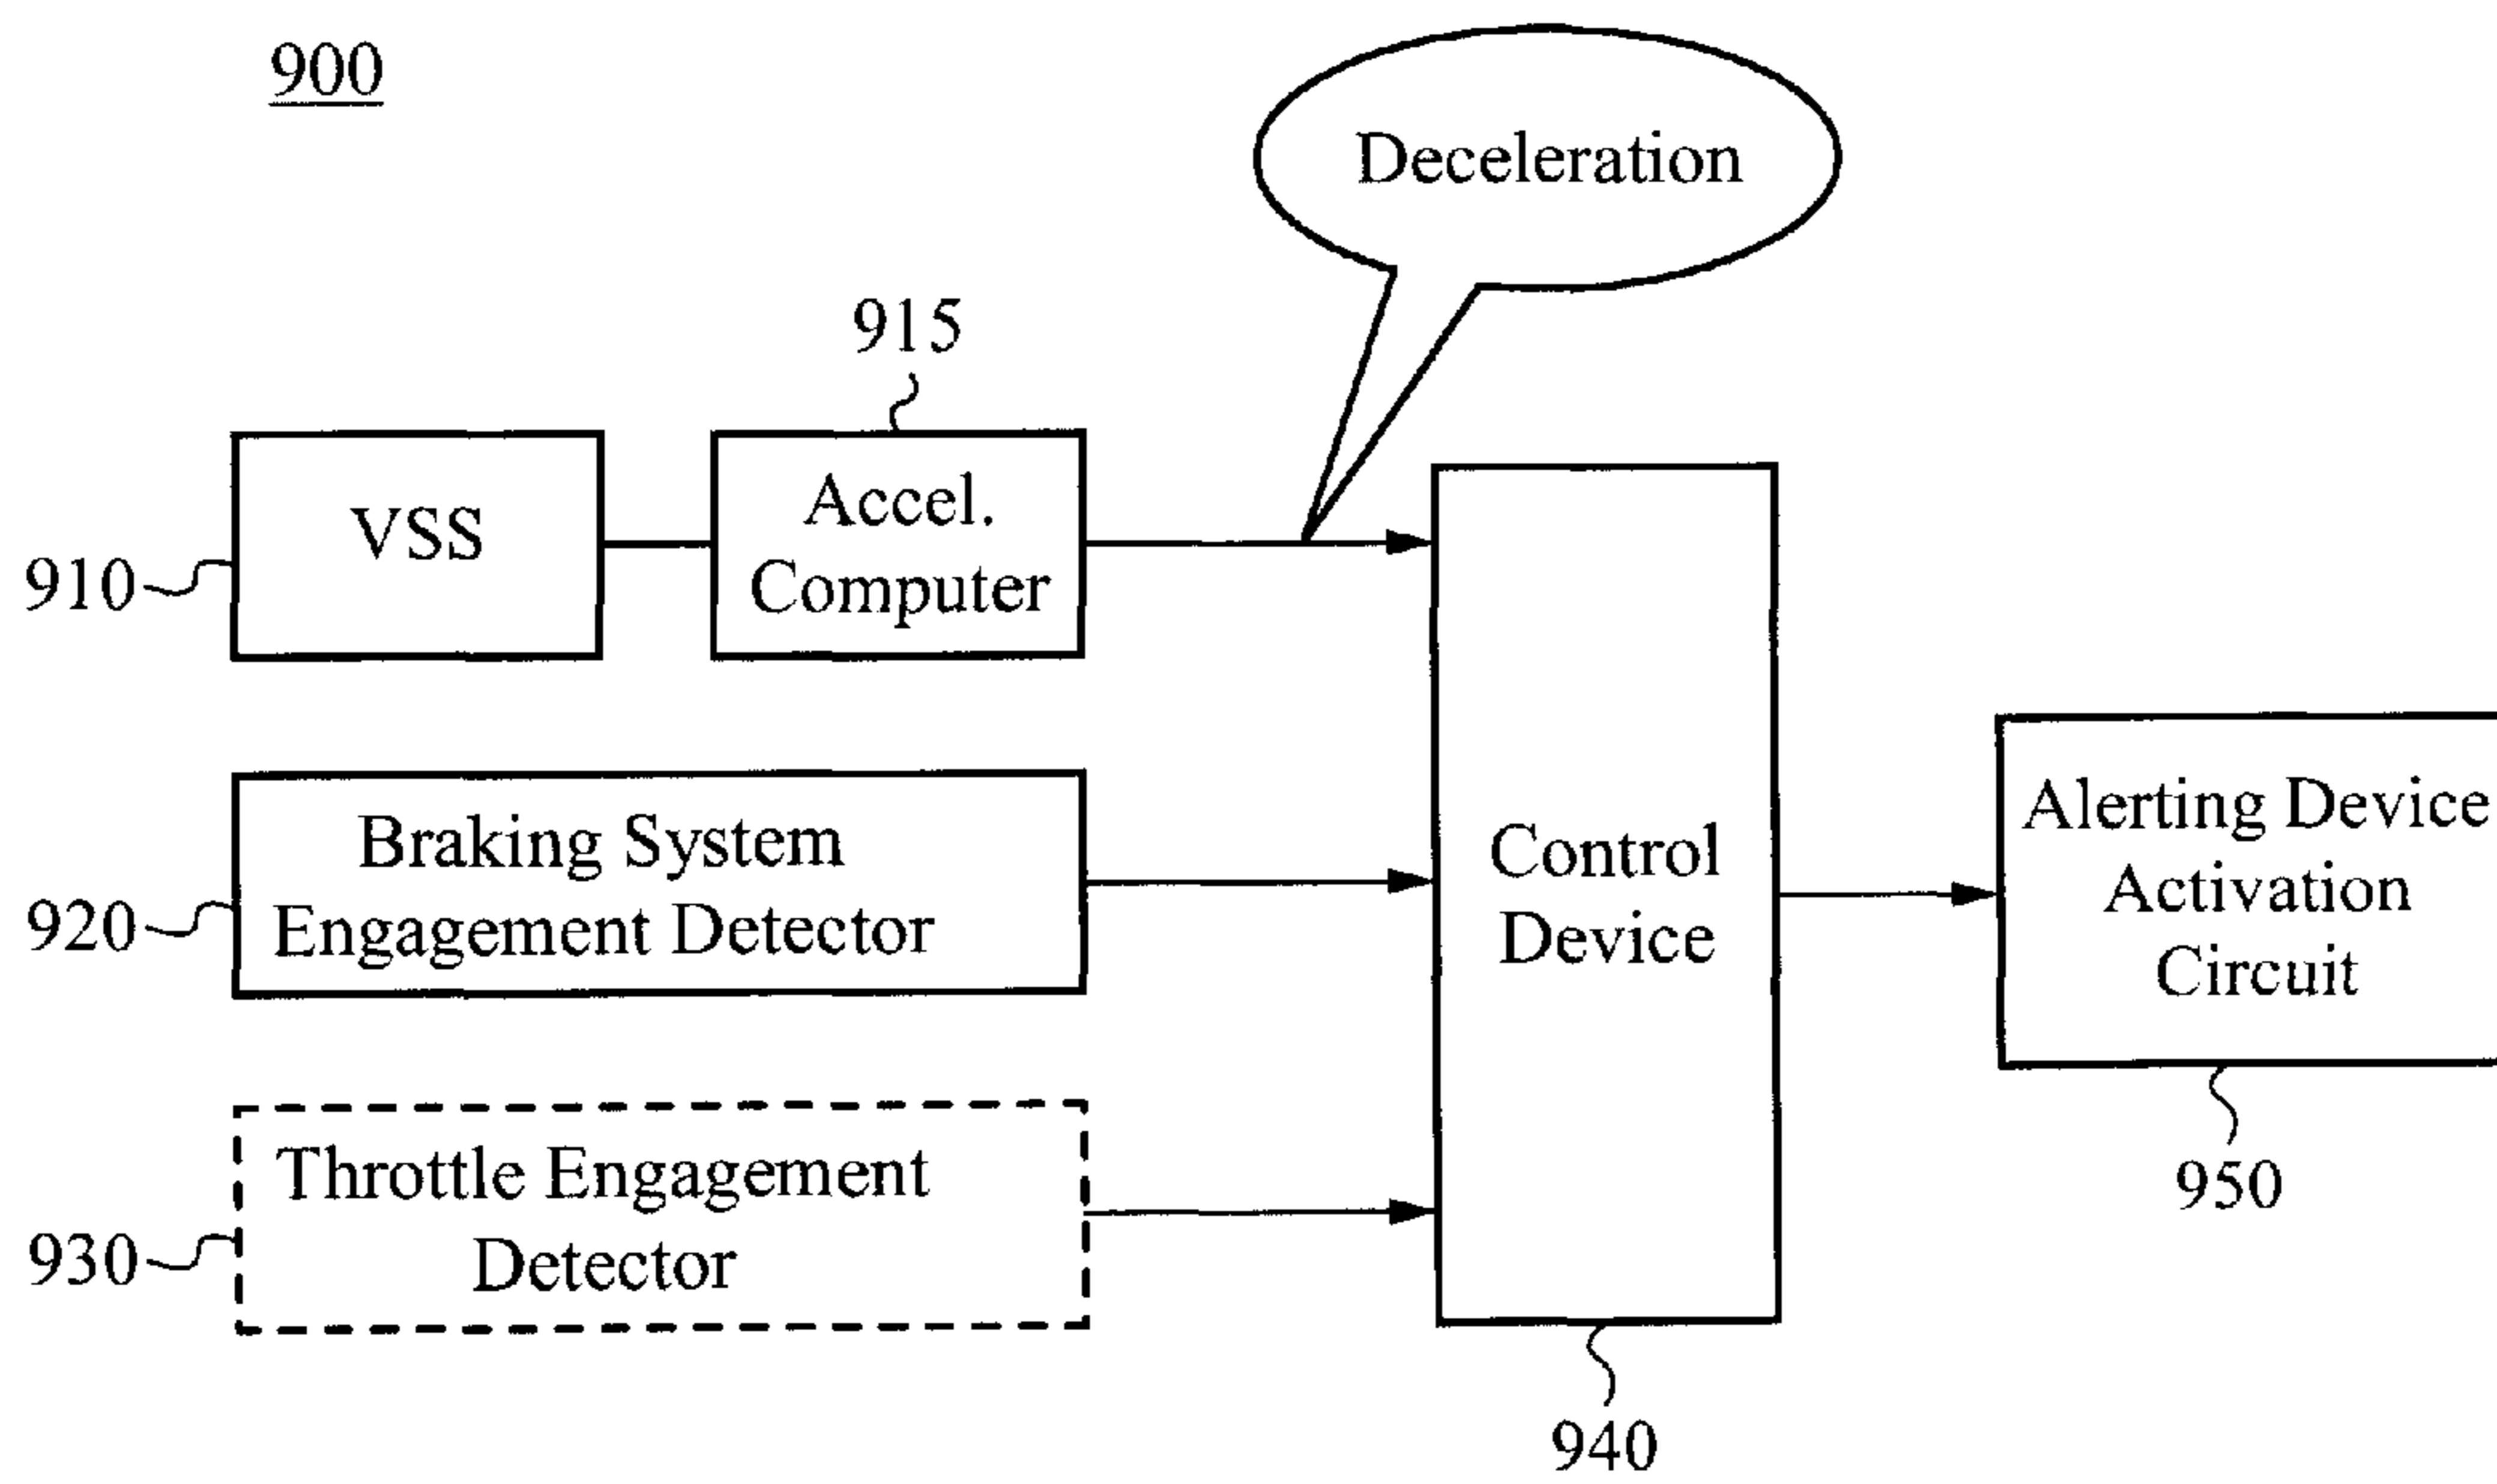 900
Deceleration
915
VSS
Accel.
Computer
910
Braking System
Engagement Detector
920
Control
Device
Alerting Device
Activation
Circuit
950
Throttle Engagement
Detector
930
940